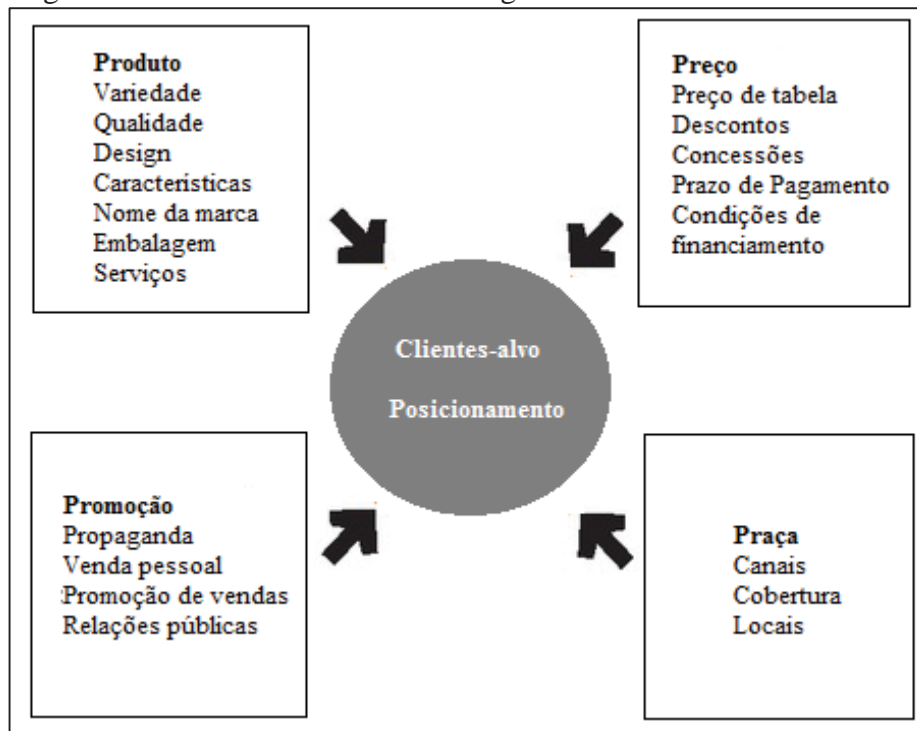 Produto
Variedade
Qualidade
Design
Características
Nome da marca
Embalagem
Serviços
Preço
Preço de tabela
Descontos
Concessões
Prazo de Pagamento
Condições de
financiamento
Clientes-alvo
Posicionamento
Promoção
Propaganda
Venda pessoal
Promoção de vendas
Relações públicas
Praça
Canais
Cobertura
Locais